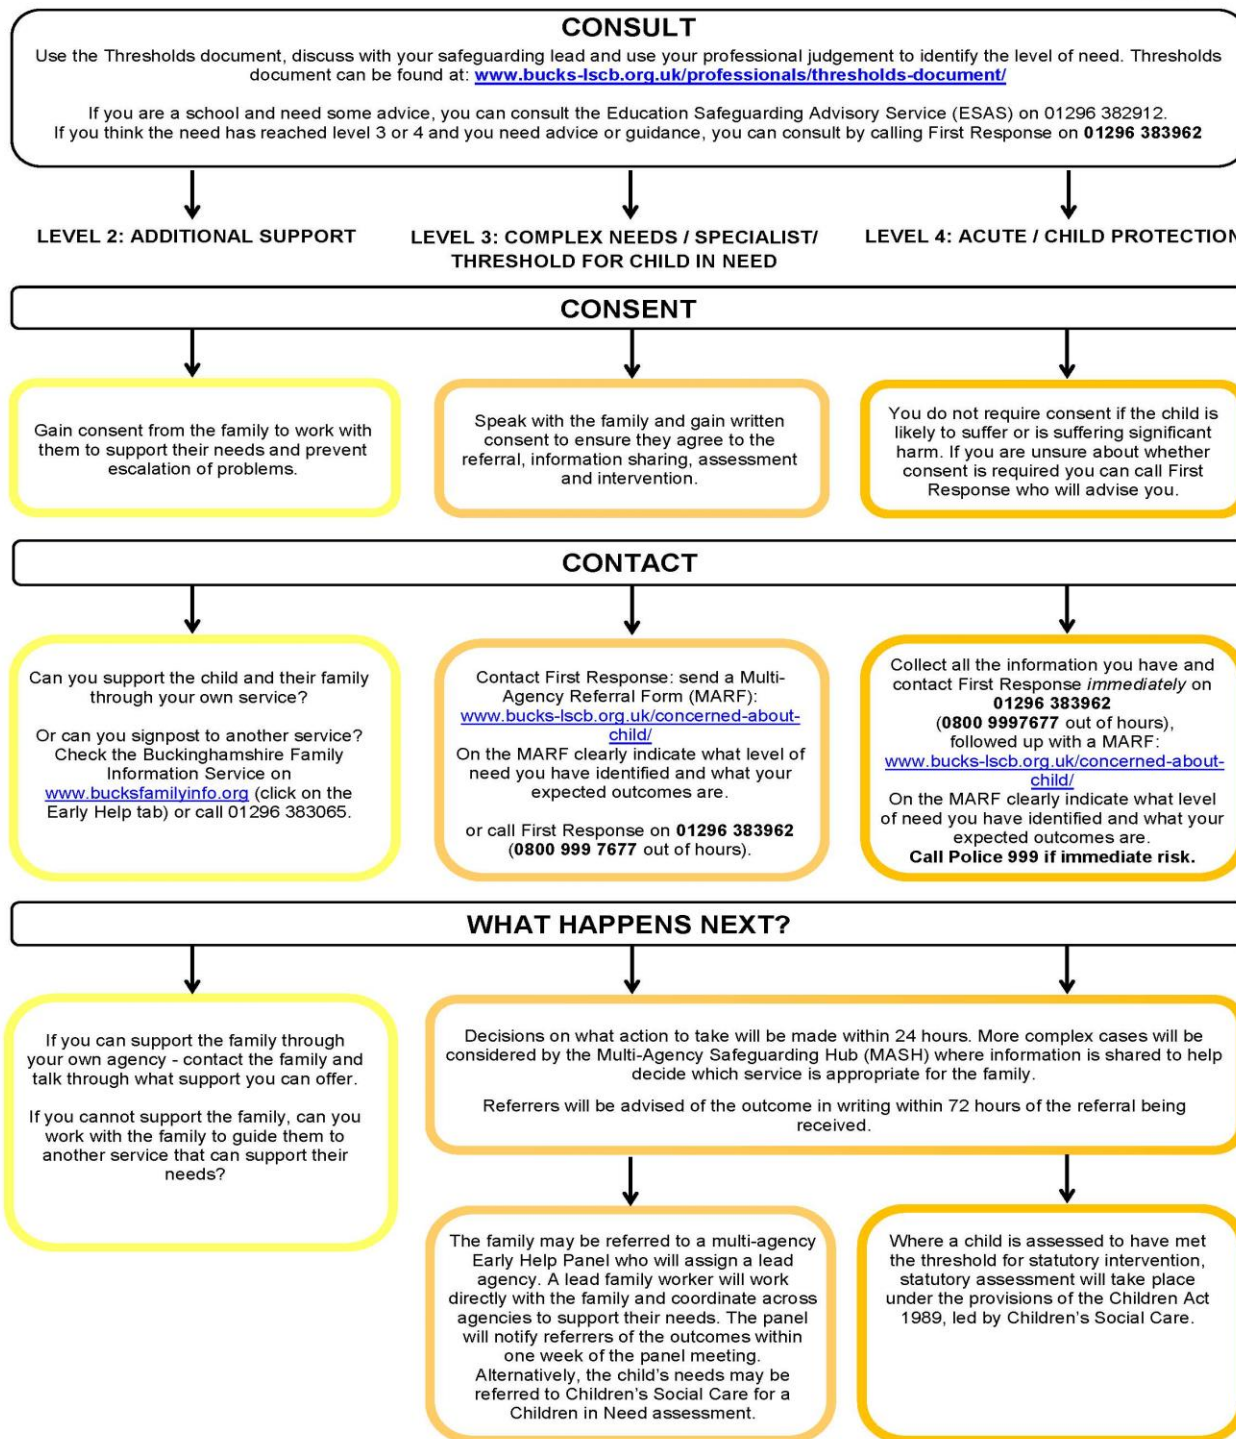 CONSULT
Use the Thresholds document, discuss with your safeguarding lead and use your professional judgement to identify the level of need. Thresholds
document can be found at: www.bucks-lscb.org.uk/professionals/thresholds-document/
If you are a school and need some advice, you can consult the Education Safeguarding Advisory Service (ESAS) on 01296 382912.
If you think the need has reached level 3 or 4 and you need advice or guidance, you can consult by calling First Response on 01296 383962
LEVEL 2: ADDITIONAL SUPPORT
LEVEL 3: COMPLEX NEEDS / SPECIALIST/
THRESHOLD FOR CHILD IN NEED
LEVEL 4: ACUTE / CHILD PROTECTION
CONSENT
Gain consent from the family to work with
them to support their needs and prevent
escalation of problems.
Speak with the family and gain written
consent to ensure they agree to the
referral, information sharing, assessment
and intervention.
You do not require consent if the child is
likely to suffer or is suffering significant
harm. If you are unsure about whether
consent is required you can call First
Response who will advise you.
CONTACT
Can you support the child and their family
through your own service?
Or can you signpost to another service?
Check the Buckinghamshire Family
Information Service on
www.bucksfamilyinfo.org (click on the
Early Help tab) or call 01296 383065.
Contact First Response: send a Multi-
Agency Referral Form (MARF):
www.bucks-lscb.org.uk/concerned-about-
child/
On the MARF clearly indicate what level of
need you have identified and what your
expected outcomes are.
or call First Response on 01296 383962
(0800 999 7677 out of hours).
Collect all the information you have and
contact First Response immediately on
01296 383962
(0800 9997677 out of hours),
followed up with a MARF:
www.bucks-lscb.org.uk/concerned-about-
child/
On the MARF clearly indicate what level
of need you have identified and what your
expected outcomes are.
Call Police 999 if immediate risk.
WHAT HAPPENS NEXT?
If you can support the family through
your own agency - contact the family and
talk through what support you can offer.
If you cannot support the family, can you
work with the family to guide them to
another service that can support their
needs?
Decisions on what action to take will be made within 24 hours. More complex cases will be
considered by the Multi-Agency Safeguarding Hub (MASH) where information is shared to help
decide which service is appropriate for the family.
Referrers will be advised of the outcome in writing within 72 hours of the referral being
received.
The family may be referred to a multi-agency
Early Help Panel who will assign a lead
agency. A lead family worker will work
directly with the family and coordinate across
agencies to support their needs. The panel
will notify referrers of the outcomes within
one week of the panel meeting.
Alternatively, the child's needs may be
referred to Children's Social Care for a
Children in Need assessment.
Where a child is assessed to have met
the threshold for statutory intervention,
statutory assessment will take place
under the provisions of the Children Act
1989, led by Children's Social Care.